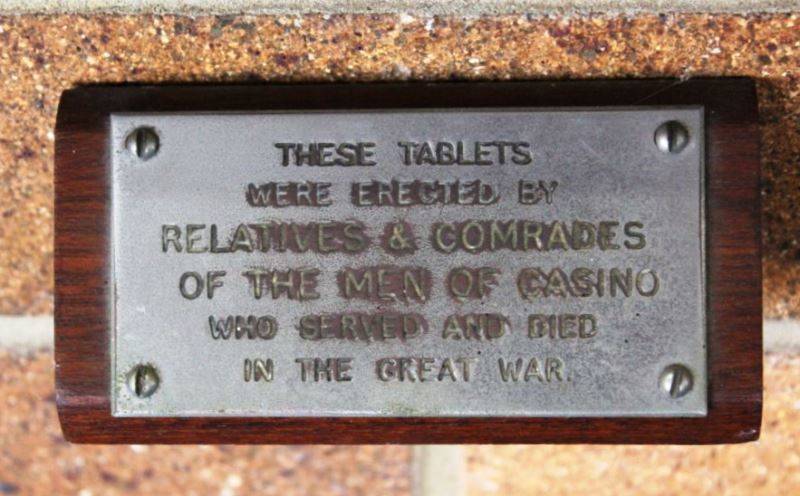 THESE TABLETS
WERE ERECTED BY
RELATIVES & COMRADES
OF THE MEN OF CASINO
WHO SERVED AND DIED
IN THE GREAT WAR.